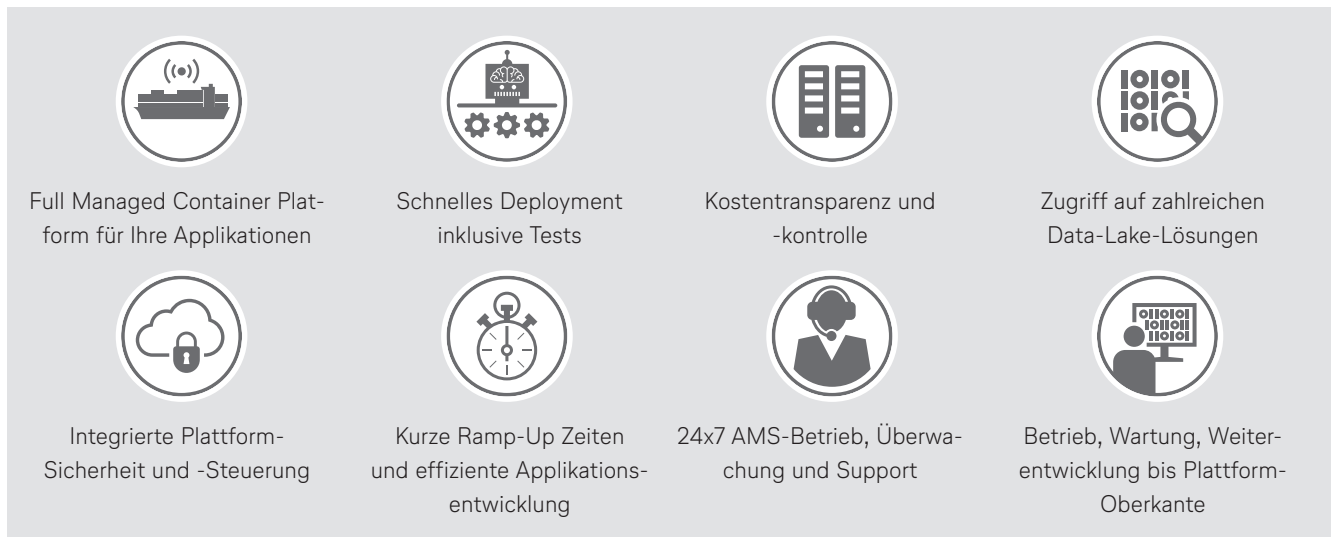 Full Managed Container Plat-
form für Ihre Applikationen
Schnelles Deployment
inklusive Tests
Kostentransparenz und
-kontrolle
Zugriff auf zahlreichen
Data-Lake-Lösungen
Integrierte Plattform-
Sicherheit und -Steuerung
Kurze Ramp-Up Zeiten
und effiziente Applikations-
entwicklung
24x7 AMS-Betrieb, Überwa-
chung und Support
Betrieb, Wartung, Weiter-
entwicklung bis Plattform-
Oberkante